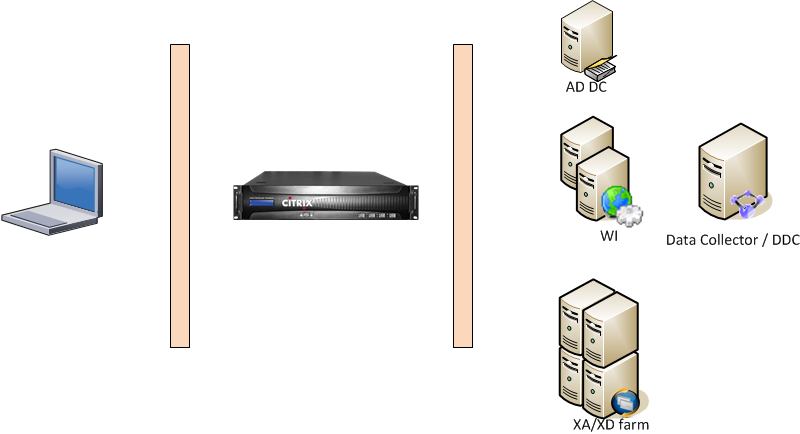 AD DC
CITRIX
WI
Data Collector / DDC
XA/XD farm